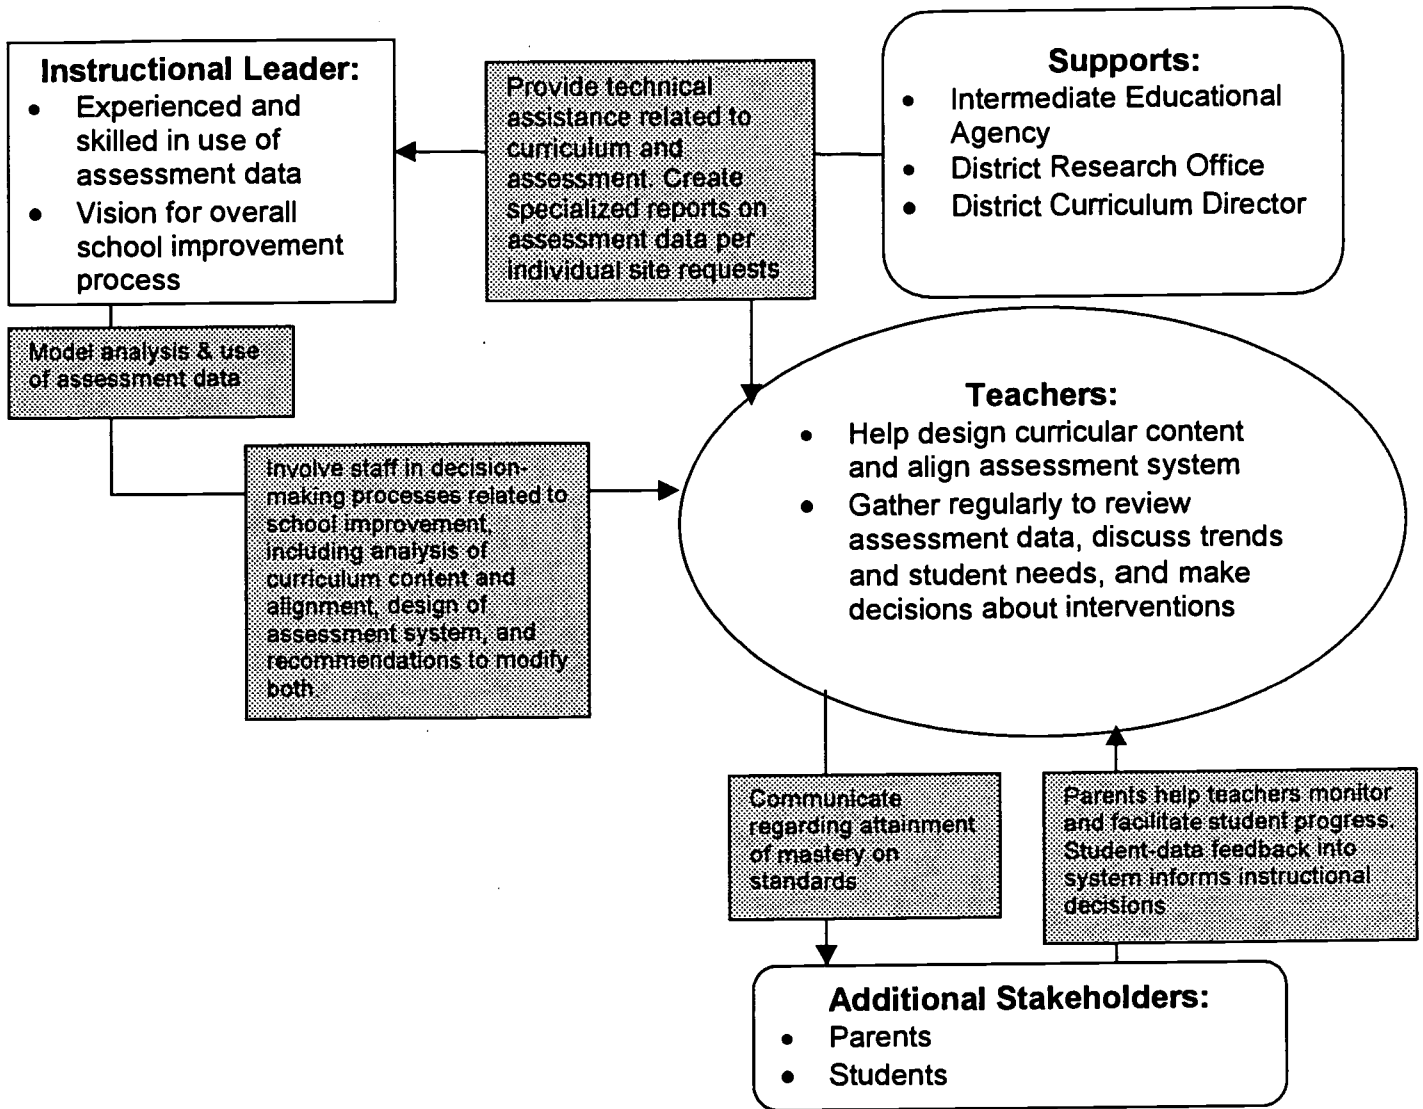 Instructional Leader:
• Experienced and
skilled in use of
assessment data
• Vision for overall
school improvement
process
Provide technical
assistance related to
curriculum and
assessment. Create
specialized reports on
assessment data per
individual site requests
Supports:
• Intermediate Educational
Agency
• District Research Office
• District Curriculum Director
Model analysis & use
of assessment data
Involve staff in decision-
making processes related to
school improvement,
including analysis of
curriculum content and
alignment, design of
assessment system, and
recommendations to modify
both.
Teachers:
• Help design curricular content
and align assessment system
• Gather regularly to review
assessment data, discuss trends
and student needs, and make
decisions about interventions
Communicate
regarding attainment
of mastery on
standards
Parents help teachers monitor
and facilitate student progress.
Student-data feedback into
system informs instructional
decisions
Additional Stakeholders:
• Parents
• Students